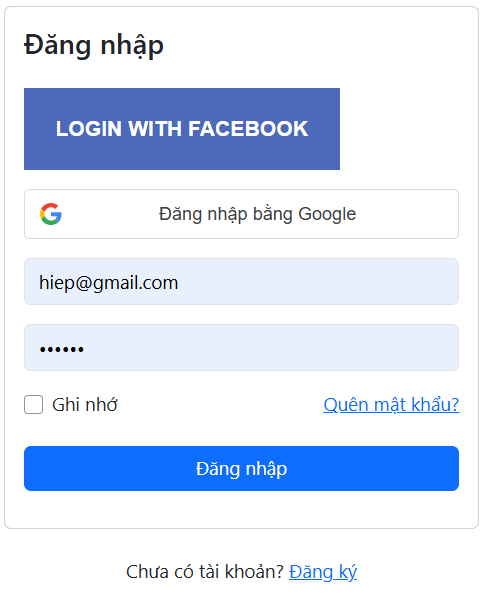 Đăng nhập
LOGIN WITH FACEBOOK
Đăng nhập bằng Google
hiep@gmail.com
••••••
Ghi nhớ Quên mật khẩu?
Đăng nhập
Chưa có tài khoản? Đăng ký